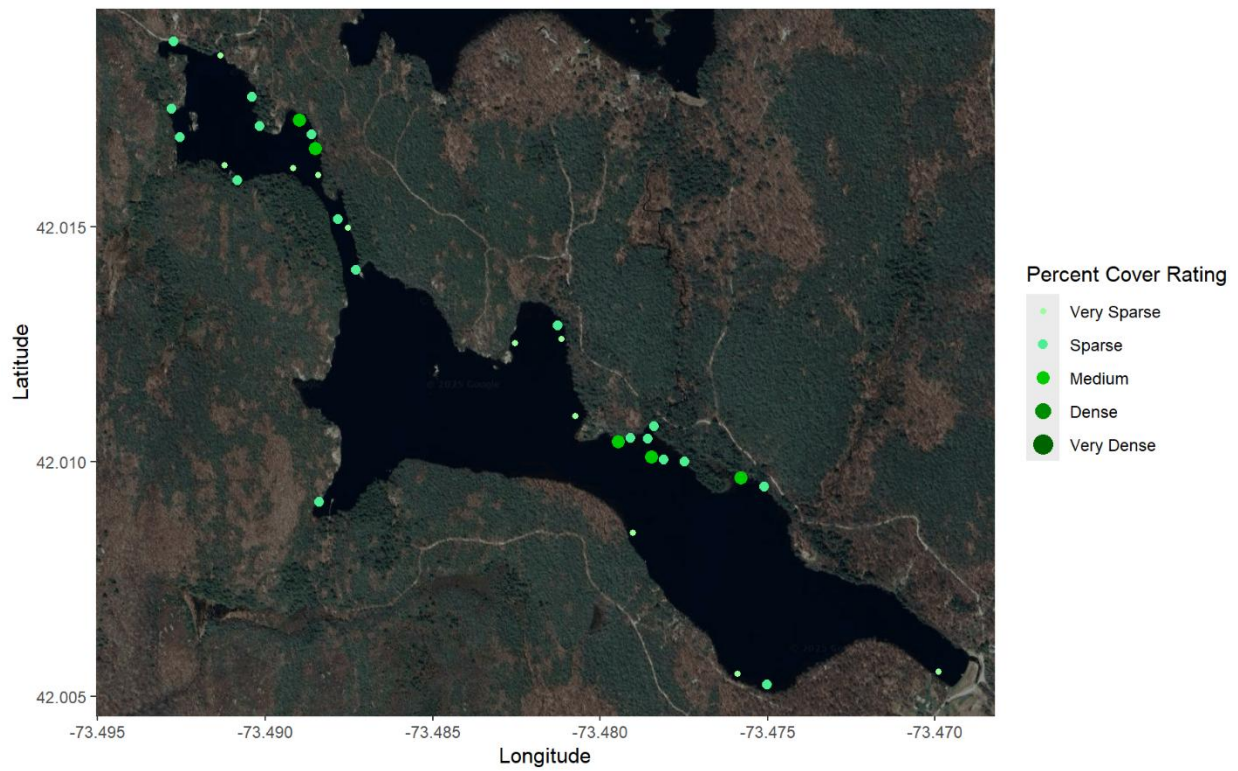 42.015
42.010
42.005
Latitude
-73.495
-73.490
-73.485
-73.480
-73.475
-73.470
Longitude
Percent Cover Rating
Very Sparse
Sparse
Medium
Dense
Very Dense